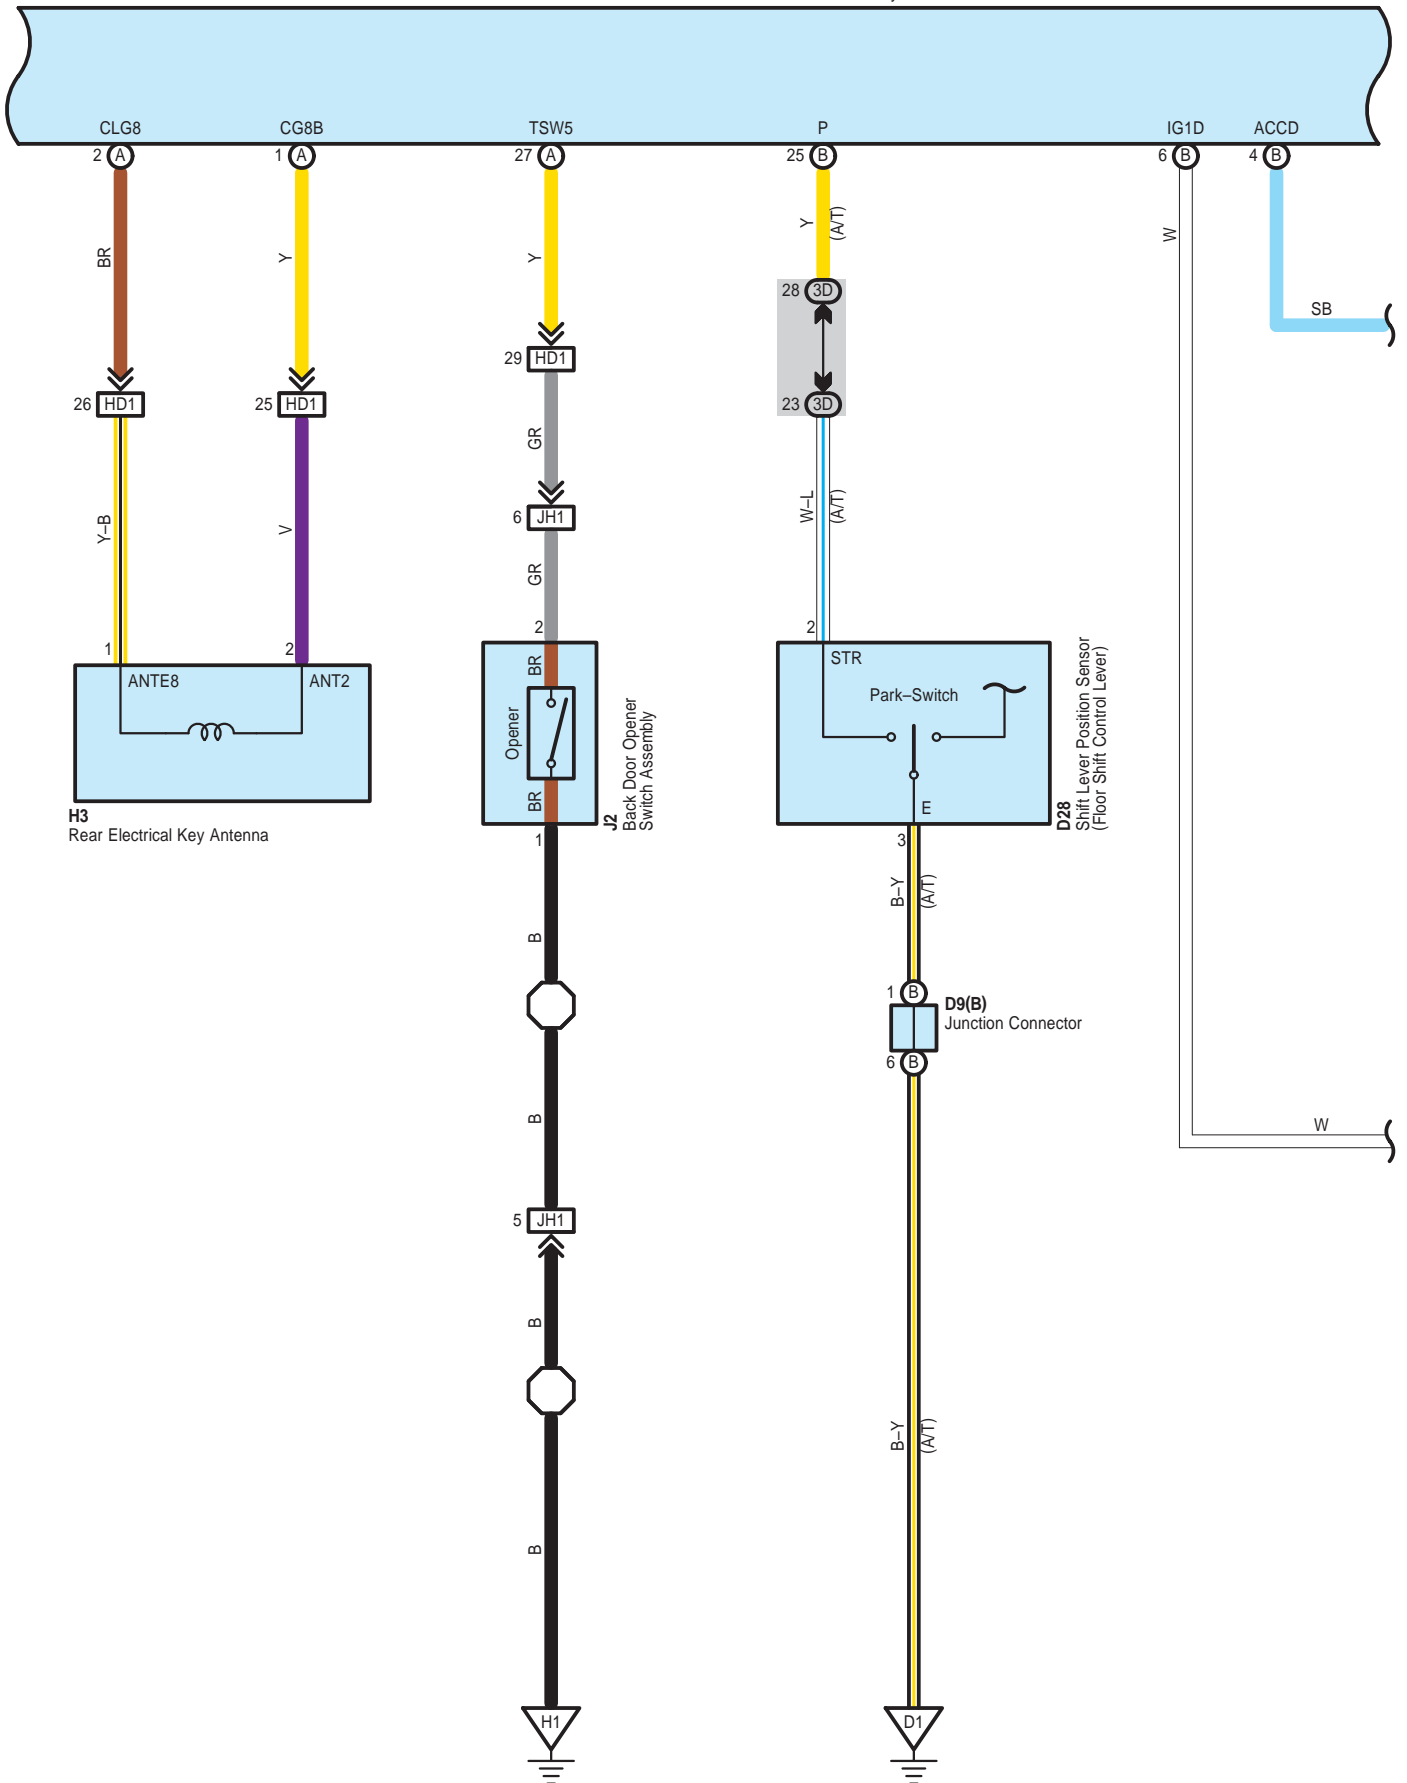 CLG8 CG8B TSW5 P IG1D ACCD
2 A 1 A 27 A 25 B 6 B 4 B
BR Y Y Y (A/T) W
28 3D
SB
29 HD1
26 HD1 25 HD1 23 3D
GR
Y–B V W–L (A/T)
6 JH1
GR
1 2 2 2
ANTE8 ANT2 BR STR
Park–Switch
Opener
BR E
H3
Rear Electrical Key Antenna
J2
Back Door Opener
Switch Assembly
D28
Shift Lever Position Sensor
(Floor Shift Control Lever)
1 3
B–Y (A/T)
B
1 B
D9(B)
Junction Connector
6 B
B
W
5 JH1
B
B–Y (A/T)
B
H1 D1